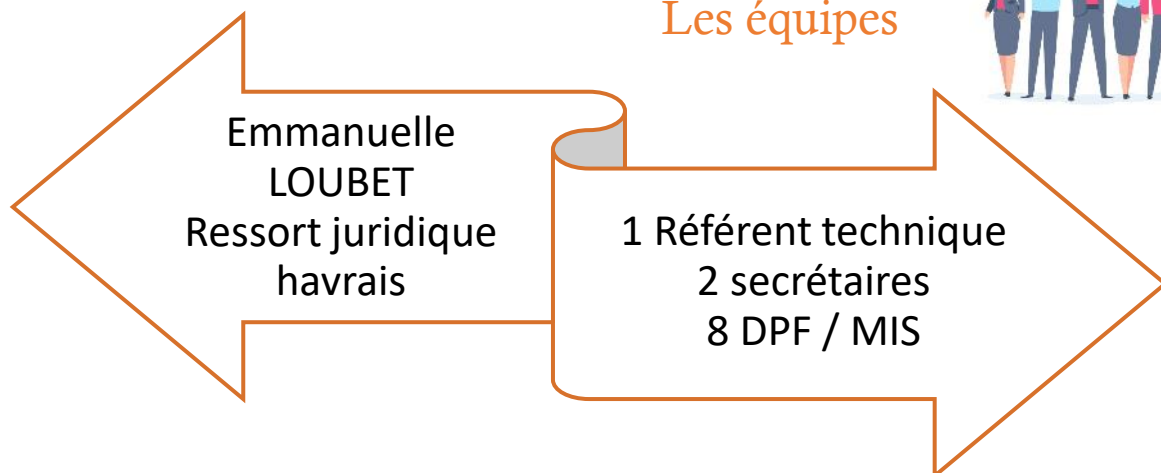 Les équipes
Emmanuelle
LOUBET
Ressort juridique
havrais
1 Référent technique
2 secrétaires
8 DPF / MIS